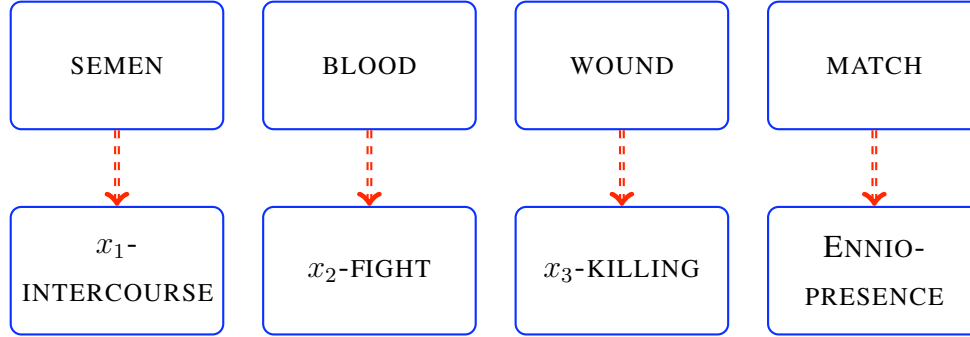 SEMEN
BLOOD
WOUND
MATCH
x₁-
INTERCOURSE
x₂-FIGHT
x₃-KILLING
ENNIO-
PRESENCE